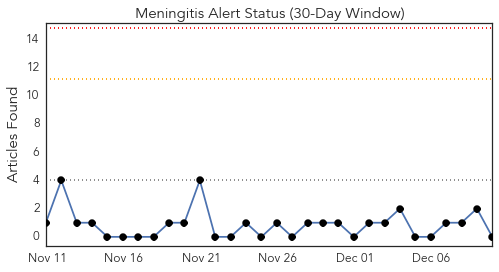 Meningitis Alert Status (30-Day Window)
Articles Found
14
12
10
8
6
4
2
0
Nov 11
Nov 16
Nov 21
Nov 26
Dec 01
Dec 06